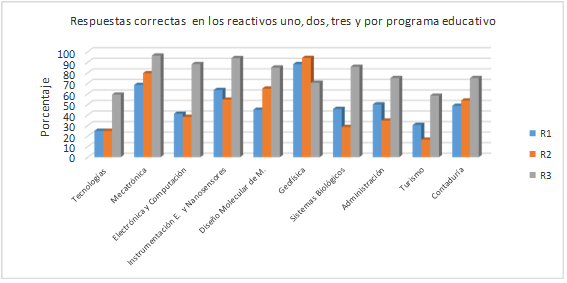 Respuestas correctas en los reactivos uno, dos, tres y por programa educativo
Porcentaje
100
90
80
70
60
50
40
30
20
10
0
Tecnologías
Mecatrónica
Electrónica y Computación
Instrumentación E. y Nanosensores
Diseño Molecular de M.
Geofísica
Sistemas Biológicos
Administración
Turismo
Contaduría
R1
R2
R3